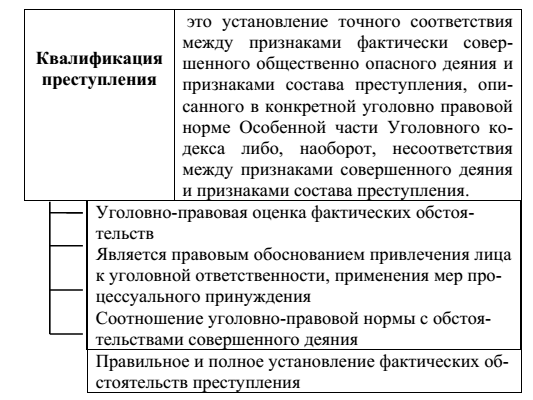 Квалификация
преступления
это установление точного соответствия
между признаками фактически совер-
шенного общественно опасного деяния и
признаками состава преступления, опи-
санного в конкретной уголовно правовой
норме Особенной части Уголовного ко-
декса либо, наоборот, несоответствия
между признаками совершенного деяния
и признаками состава преступления.
Уголовно-правовая оценка фактических обстоя-
тельств
Является правовым обоснованием привлечения лица
к уголовной ответственности, применения мер про-
цессуального принуждения
Соотношение уголовно-правовой нормы с обстоя-
тельствами совершенного деяния
Правильное и полное установление фактических об-
стоятельств преступления